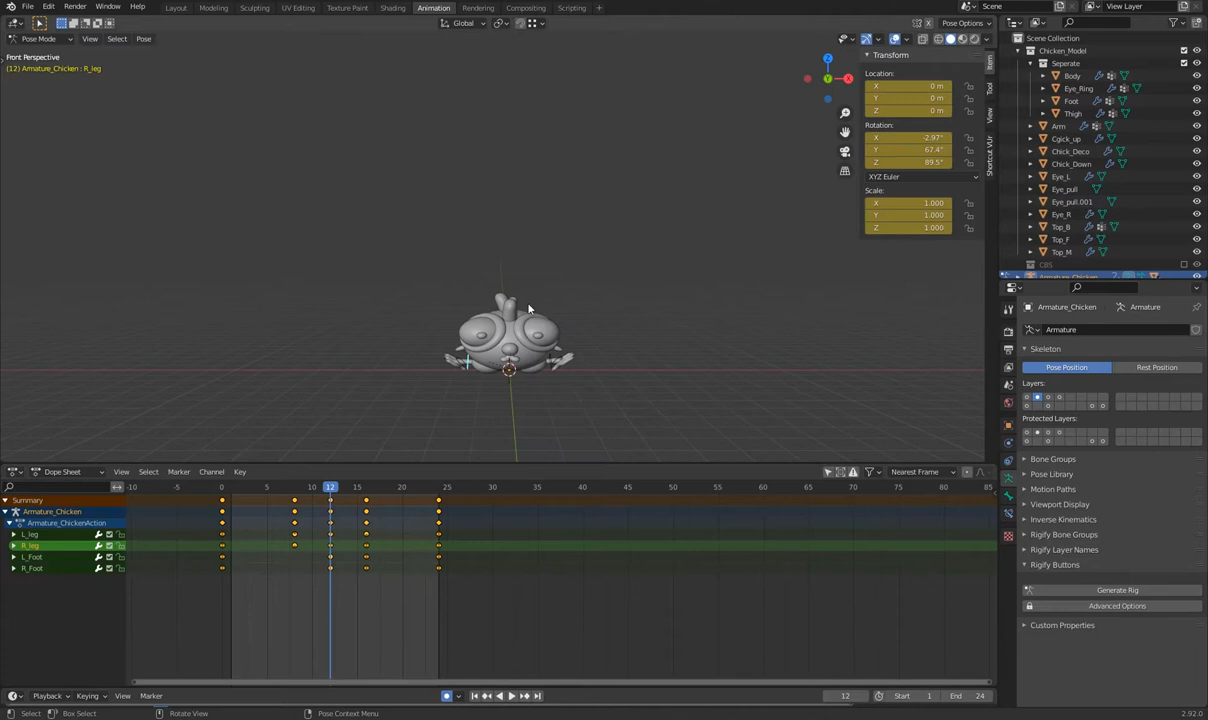 File Edit Render Window Help Layout Modeling Sculpting UV Editing Texture Paint Shading Animation Rendering Compositing Scripting + Scene View Layer
Global Pose Options
Pose Mode View Select Pose
Front Perspective
(12) Armature_Chicken : R_leg
Z
X
Y
Transform
Location:
X 0 m
Y 0 m
Z 0 m
Rotation:
X -2.97°
Y 67.4°
Z 89.5°
XYZ Euler
Scale:
X 1.000
Y 1.000
Z 1.000
Item
Tool
View
Shortcut VUr
Scene Collection
Chicken_Model
Seperate
Body
Eye_Ring
Foot
Thigh
Arm
Cgick_up
Chick_Deco
Chick_Down
Eye_L
Eye_pull
Eye_pull.001
Eye_R
Top_B
Top_F
Top_M
CBS
Armature_Chicken
Armature_Chicken Armature
Armature
Skeleton
Pose Position Rest Position
Layers:
Protected Layers:
Bone Groups
Pose Library
Motion Paths
Viewport Display
Inverse Kinematics
Rigify Bone Groups
Rigify Layer Names
Rigify Buttons
Generate Rig
Advanced Options
Custom Properties
Dope Sheet View Select Marker Channel Key Nearest Frame
-10 -5 0 10 12 15 20 25 30 35 40 45 50 55 60 65 70 75 80 85
Summary
Armature_Chicken
Armature_ChickenAction
L_leg
R_leg
L_Foot
R_Foot
Playback Keying View Marker 12 Start 1 End 24
Select Box Select Rotate View Pose Context Menu 2.92.0